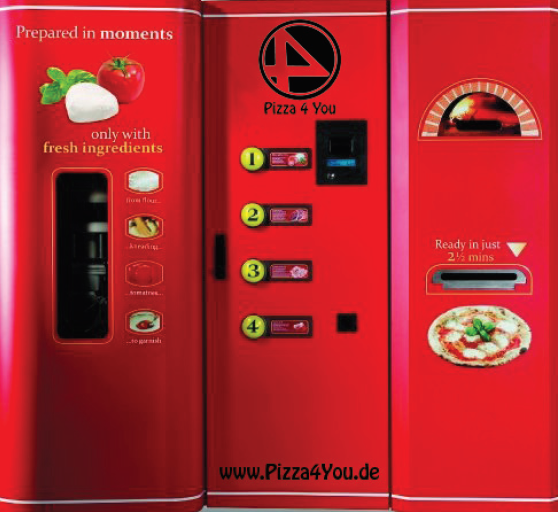 Prepared in moments
only with
fresh ingredients
from flour...
...kneading...
...tomatoes...
...to garnish
Pizza 4 You
1
2
3
4
www.Pizza4You.de
Ready in just
2½ mins